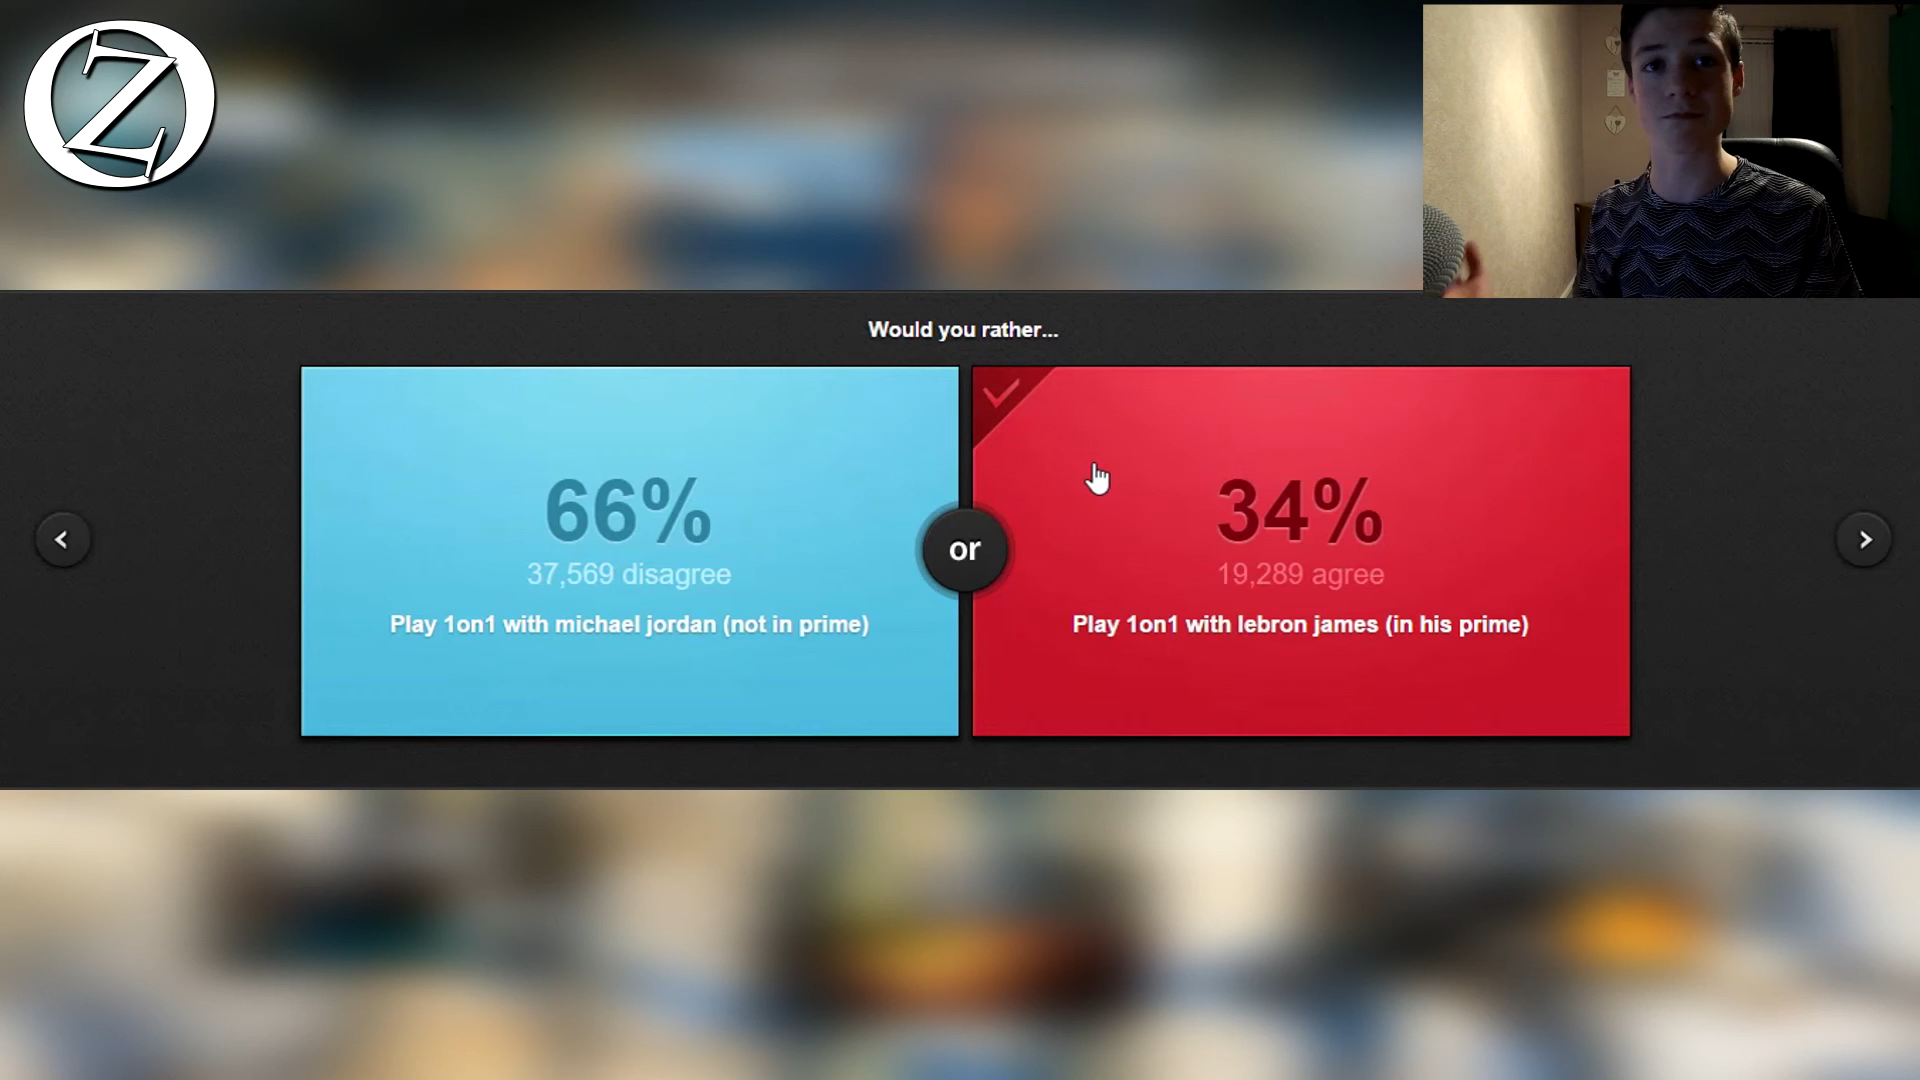 OZ
Would you rather...
66%
37,569 disagree
Play 1on1 with michael jordan (not in prime)
or
34%
19,289 agree
Play 1on1 with lebron james (in his prime)